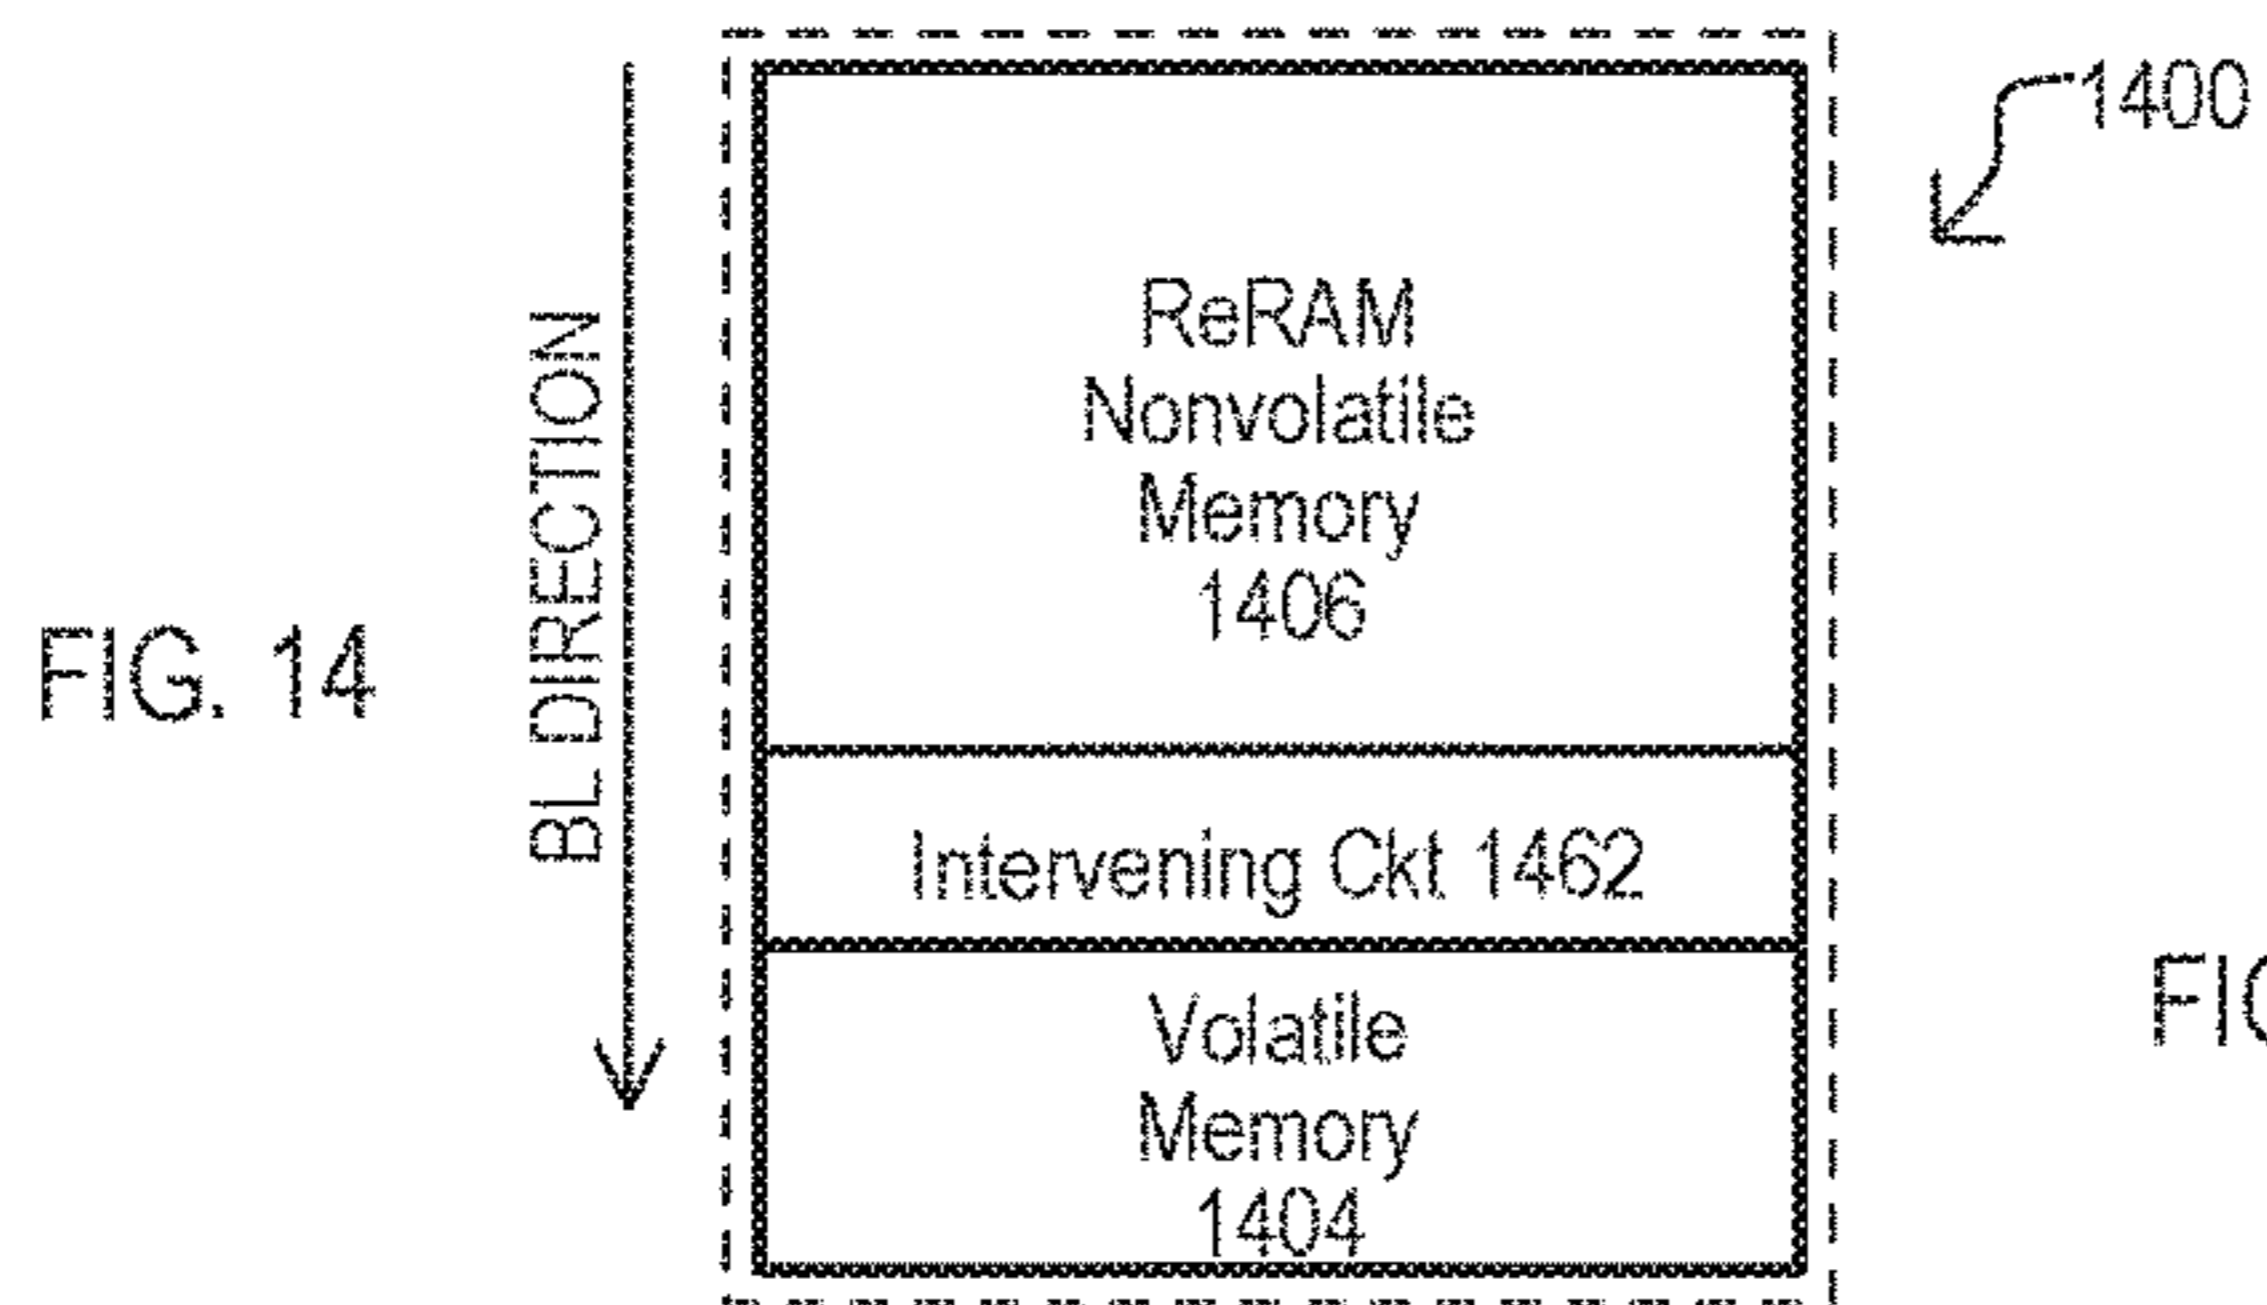 1400
ReRAM
Nonvolatile
Memory
1406
BL DIRECTION
FIG. 14
Intervening Ckt 1462
Volatile
Memory
1404